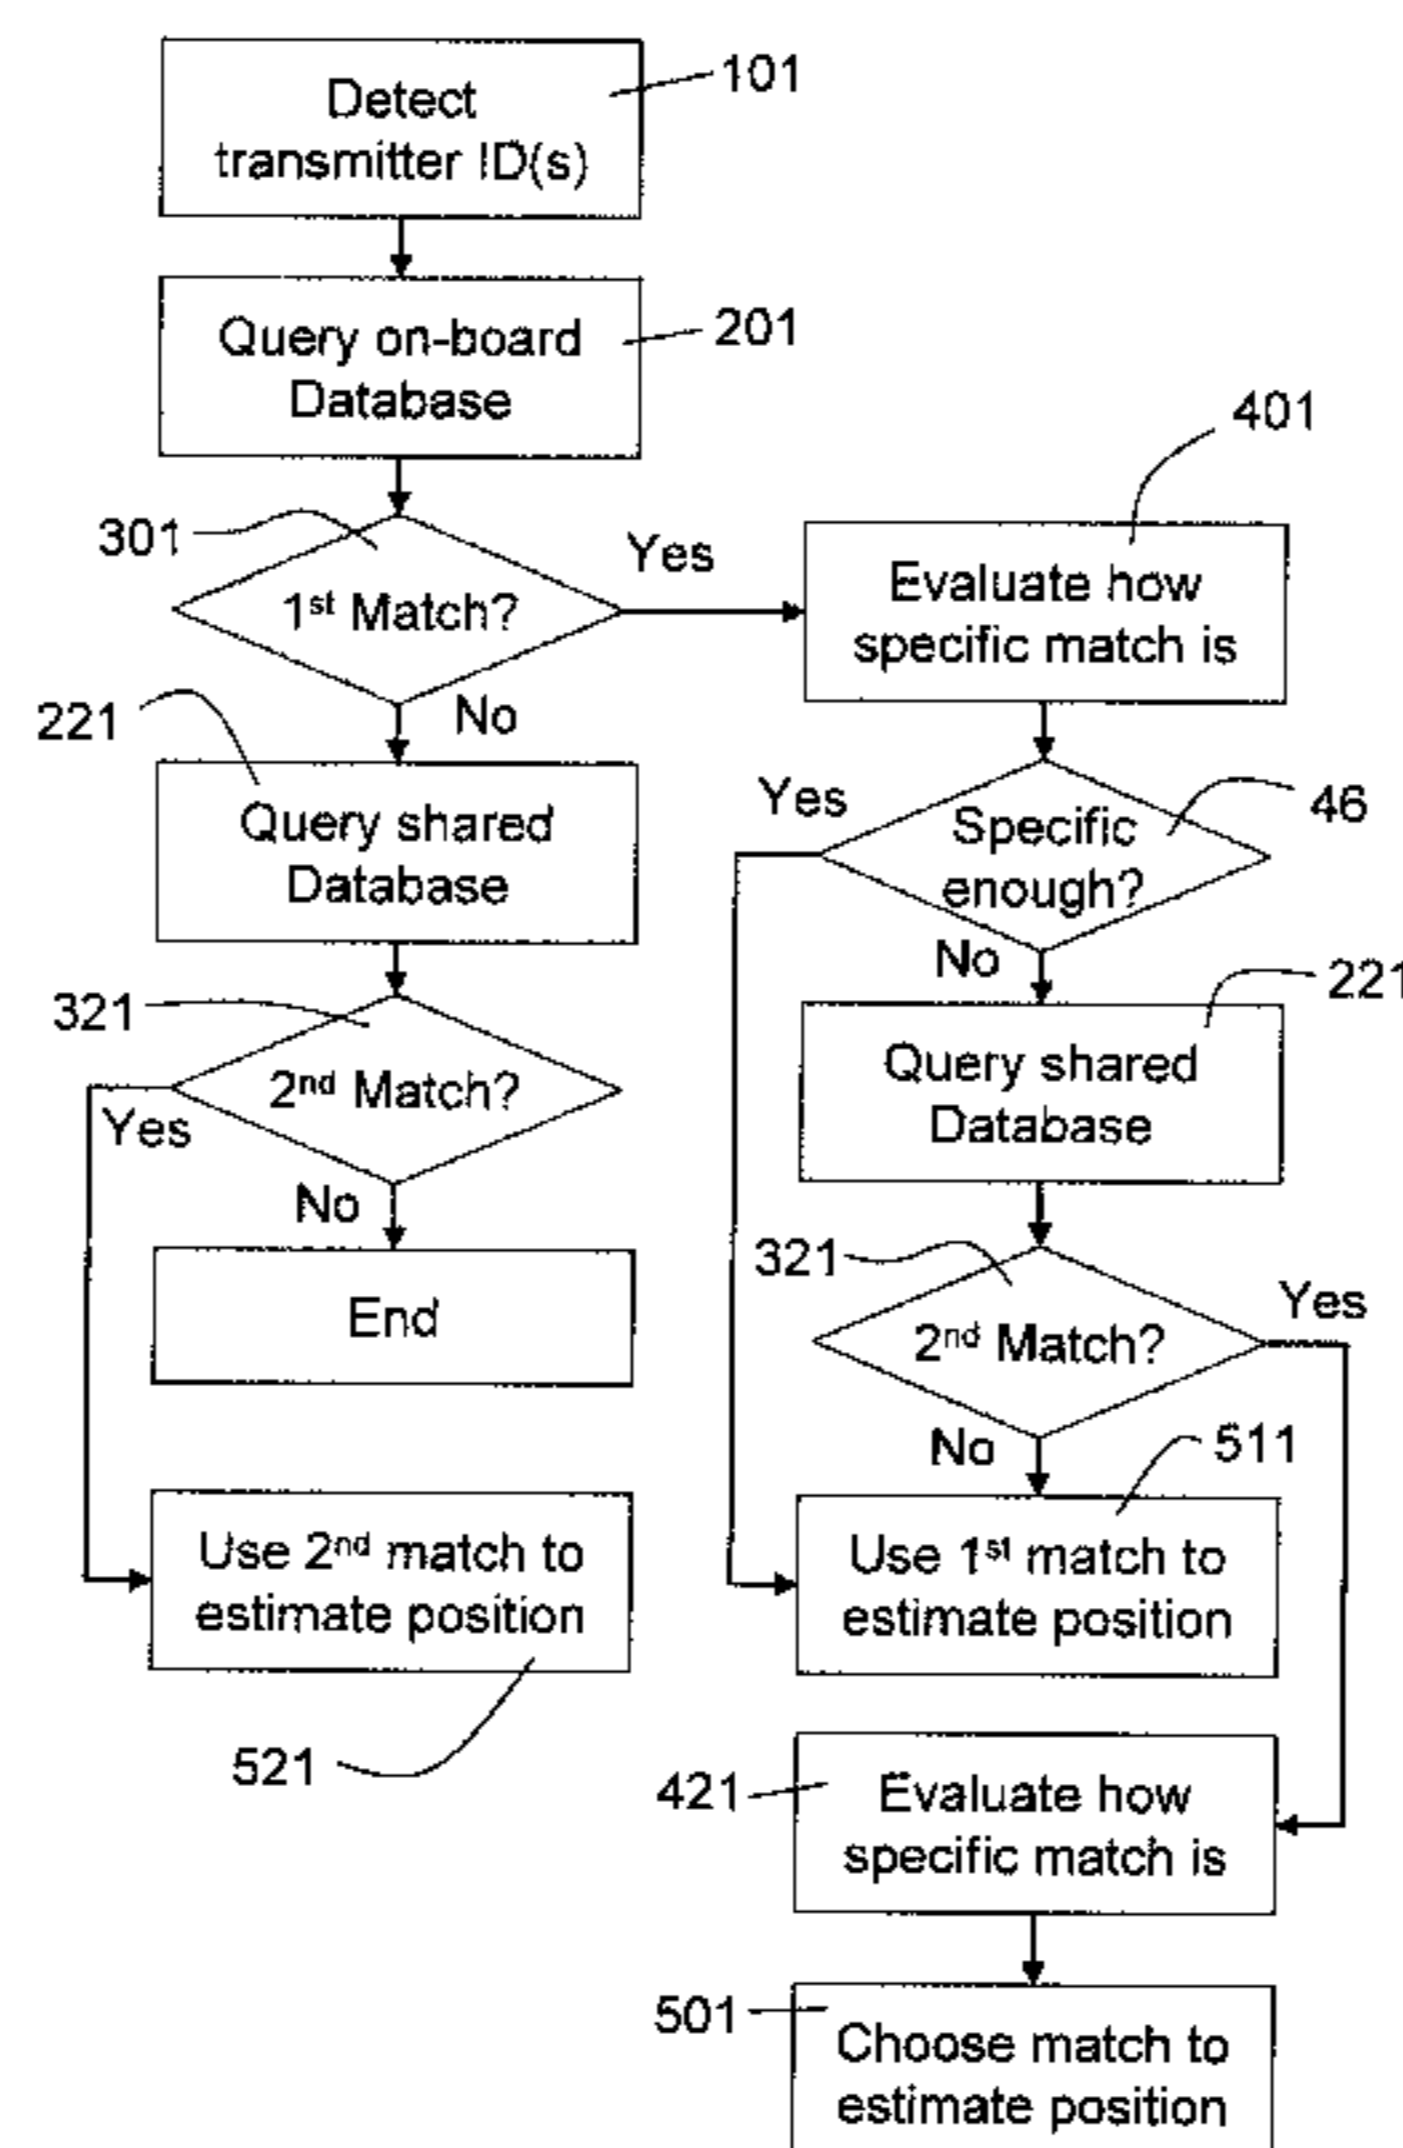 Detect
transmitter ID(s)
101
Query on-board
Database
201
301
1st Match?
Yes
No
401
Evaluate how
specific match is
221
Query shared
Database
Yes
Specific
enough?
46
No
221
Query shared
Database
321
2nd Match?
Yes
No
End
321
2nd Match?
Yes
No
511
Use 1st match to
estimate position
Use 2nd match to
estimate position
521
421
Evaluate how
specific match is
501
Choose match to
estimate position